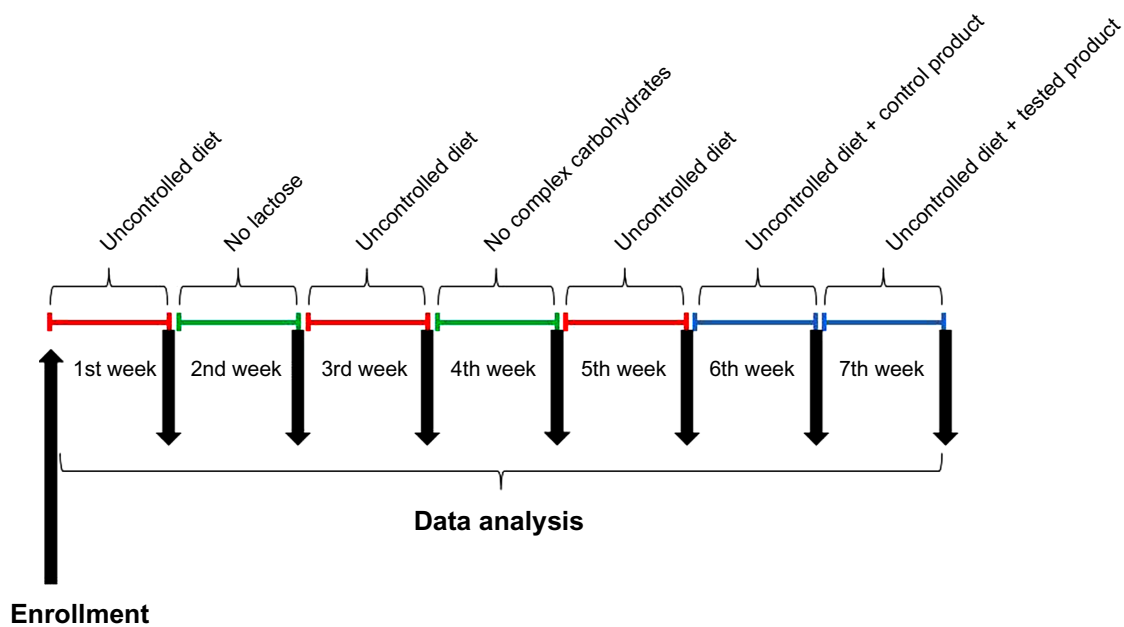 Uncontrolled diet
No lactose
Uncontrolled diet
No complex carbohydrates
Uncontrolled diet
Uncontrolled diet + control product
Uncontrolled diet + tested product
1st week
2nd week
3rd week
4th week
5th week
6th week
7th week
Data analysis
Enrollment